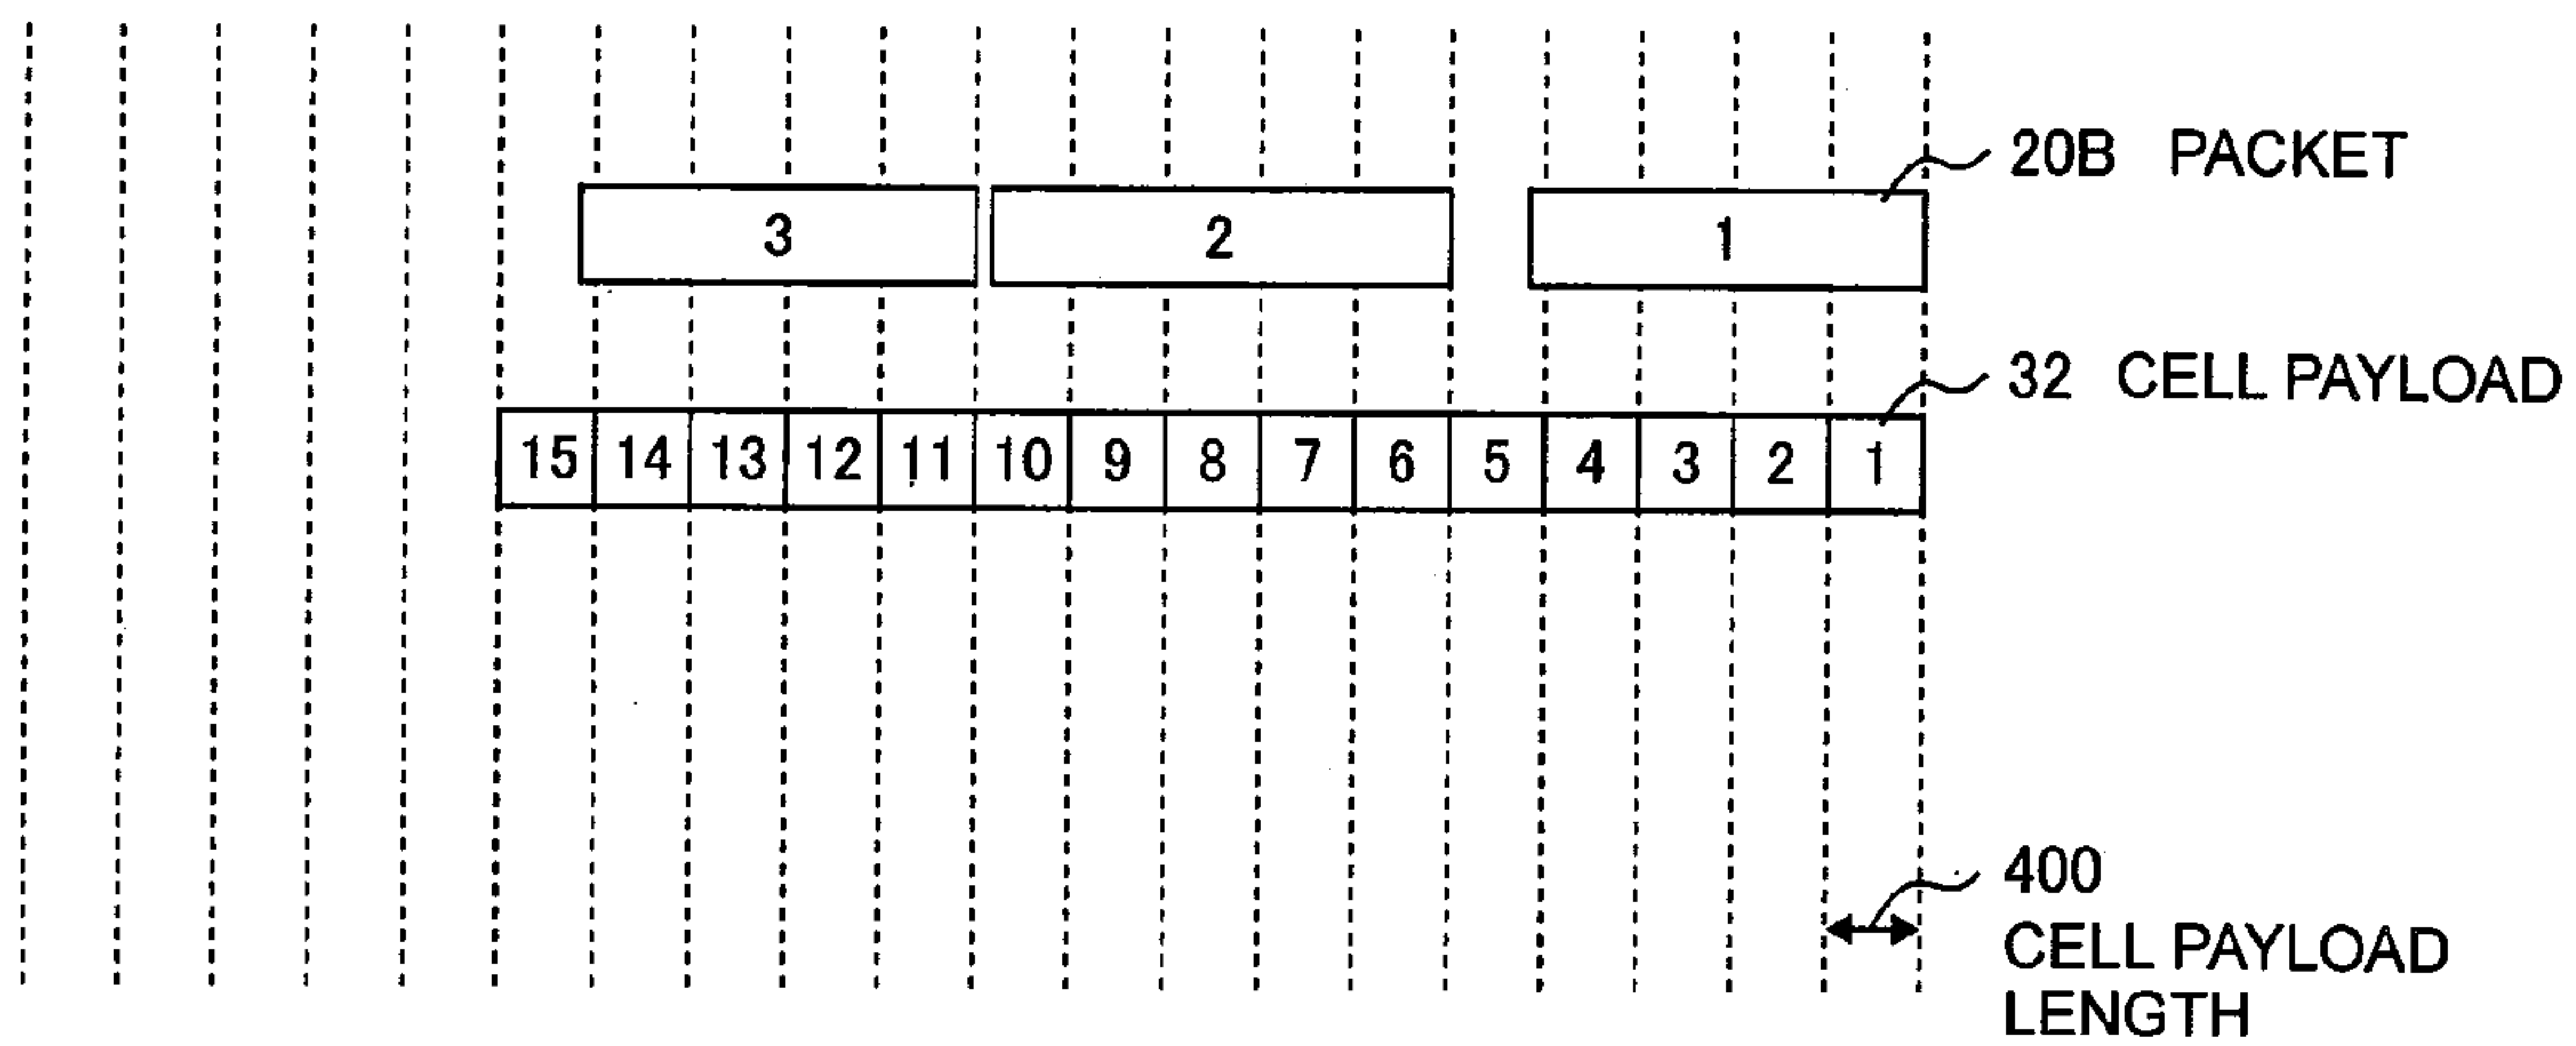 20B PACKET
3 2 1
32 CELL PAYLOAD
15 14 13 12 11 10 9 8 7 6 5 4 3 2 1
400
CELL PAYLOAD
LENGTH